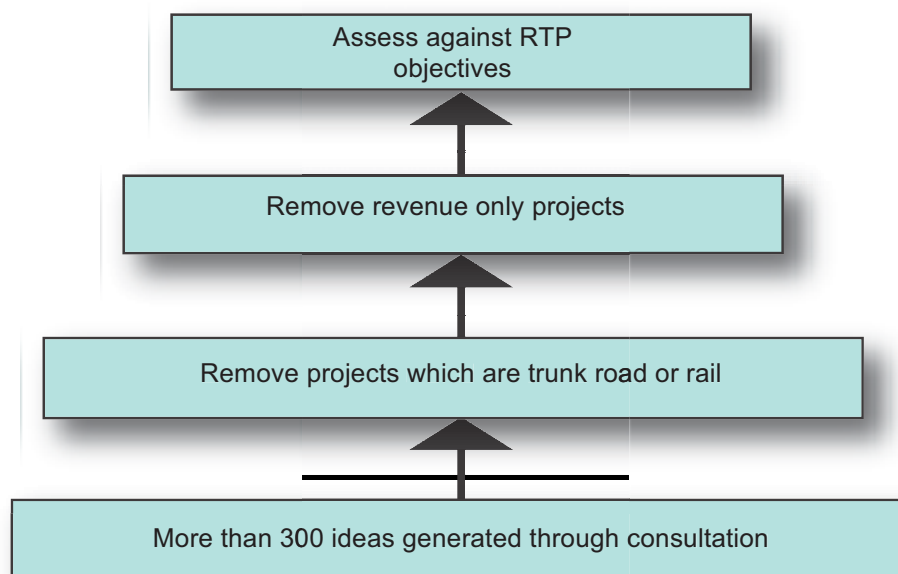 Assess against RTP
objectives
Remove revenue only projects
Remove projects which are trunk road or rail
More than 300 ideas generated through consultation